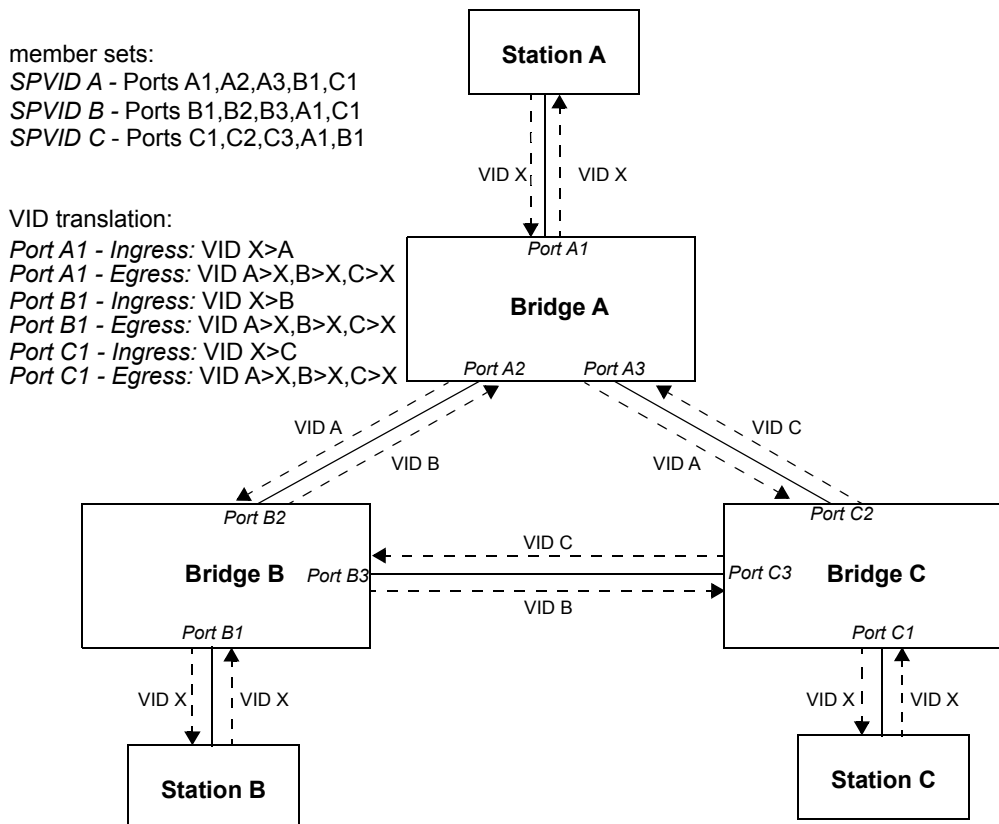 member sets:
SPVID A - Ports A1,A2,A3,B1,C1
SPVID B - Ports B1,B2,B3,A1,C1
SPVID C - Ports C1,C2,C3,A1,B1
VID translation:
Port A1 - Ingress: VID X>A
Port A1 - Egress: VID A>X,B>X,C>X
Port B1 - Ingress: VID X>B
Port B1 - Egress: VID A>X,B>X,C>X
Port C1 - Ingress: VID X>C
Port C1 - Egress: VID A>X,B>X,C>X
Station A
VID X
VID X
Port A1
Bridge A
Port A2
Port A3
VID A
VID B
VID C
VID A
Port B2
Bridge B
Port B3
Port B1
VID C
VID B
Port C2
Port C3
Bridge C
Port C1
VID X
VID X
Station B
VID X
VID X
Station C